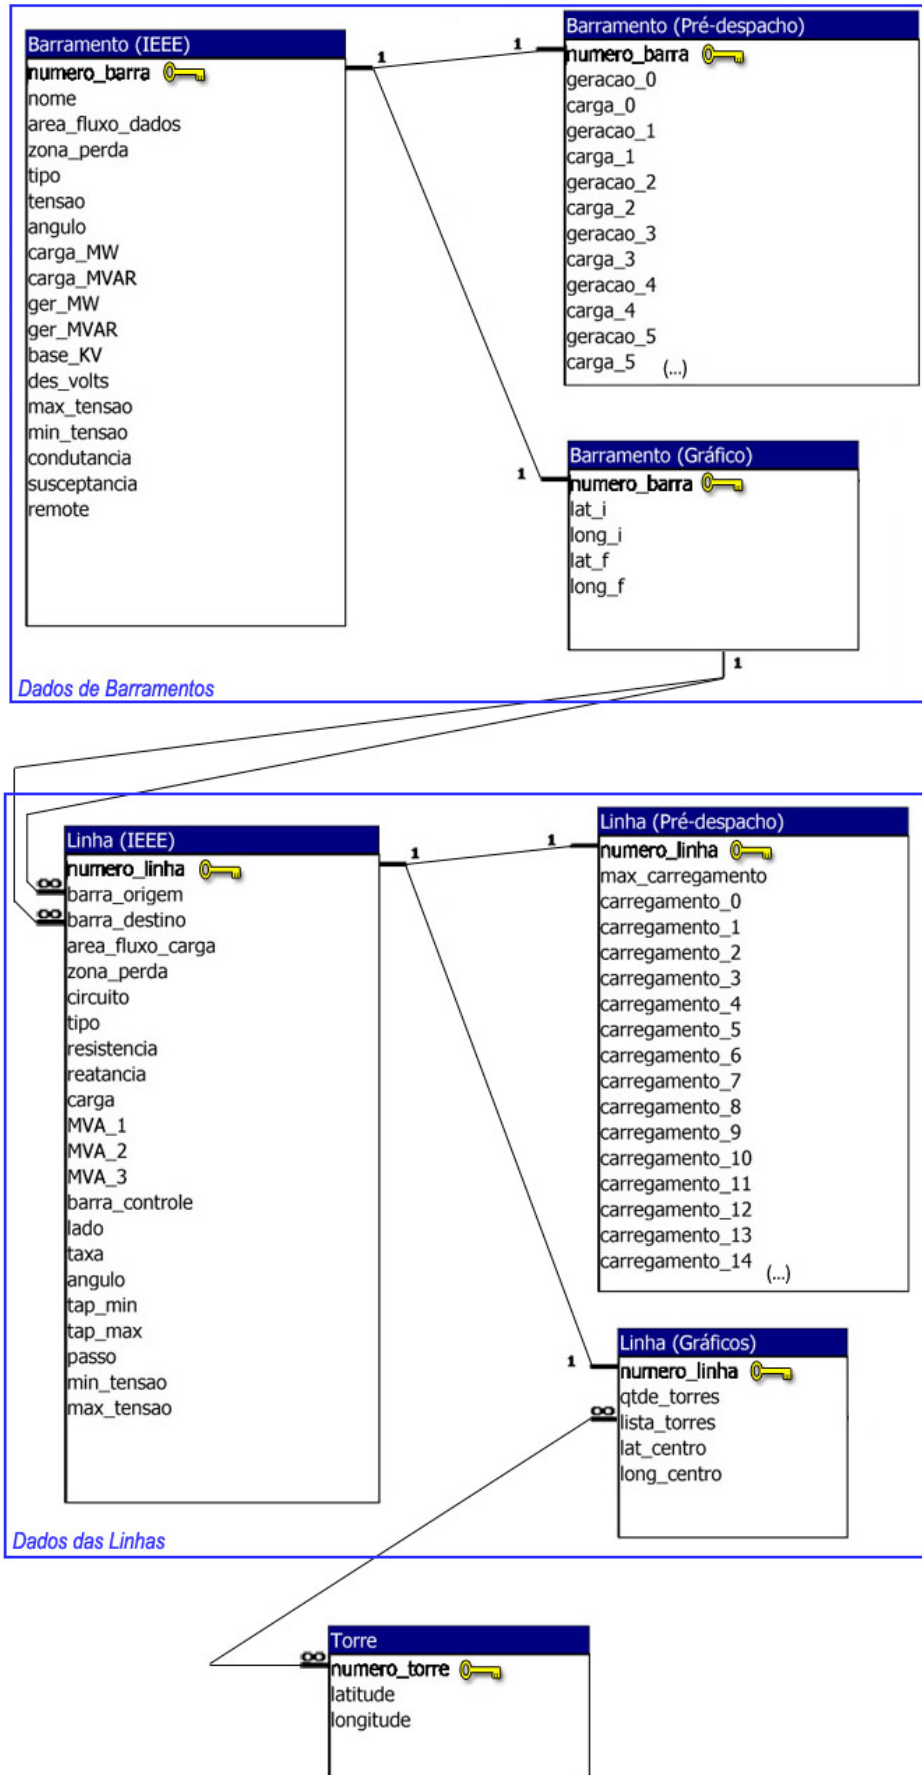 Barramento (IEEE)
numero_barra
nome
area_fluxo_dados
zona_perda
tipo
tensao
angulo
carga_MW
carga_MVAR
ger_MW
ger_MVAR
base_KV
des_volts
max_tensao
min_tensao
condutancia
susceptancia
remote
1
1
Barramento (Pré-despacho)
numero_barra
geracao_0
carga_0
geracao_1
carga_1
geracao_2
carga_2
geracao_3
carga_3
geracao_4
carga_4
geracao_5
carga_5 (...)
1
Barramento (Gráfico)
numero_barra
lat_i
long_i
lat_f
long_f
1
Dados de Barramentos
Linha (IEEE)
numero_linha
∞ barra_origem
∞ barra_destino
area_fluxo_carga
zona_perda
circuito
tipo
resistencia
reatancia
carga
MVA_1
MVA_2
MVA_3
barra_controle
lado
taxa
angulo
tap_min
tap_max
passo
min_tensao
max_tensao
1
1
Linha (Pré-despacho)
numero_linha
max_carregamento
carregamento_0
carregamento_1
carregamento_2
carregamento_3
carregamento_4
carregamento_5
carregamento_6
carregamento_7
carregamento_8
carregamento_9
carregamento_10
carregamento_11
carregamento_12
carregamento_13
carregamento_14 (...)
Linha (Gráficos)
1 numero_linha
qtde_torres
∞ lista_torres
lat_centro
long_centro
Dados das Linhas
Torre
∞ numero_torre
latitude
longitude